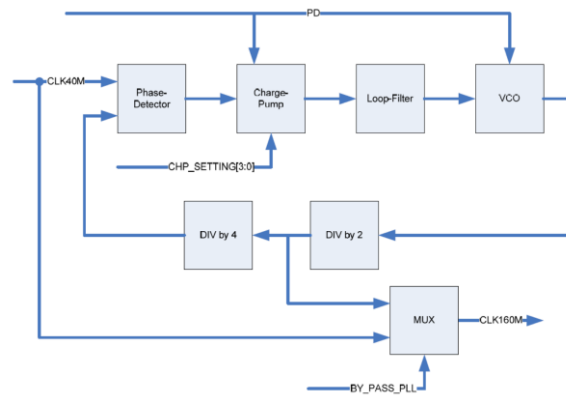 PD
CLK40M
Phase-
Detector
Charge-
Pump
Loop-Filter
VCO
CHP_SETTING[3:0]
DIV by 4
DIV by 2
MUX
CLK160M
BY_PASS_PLL